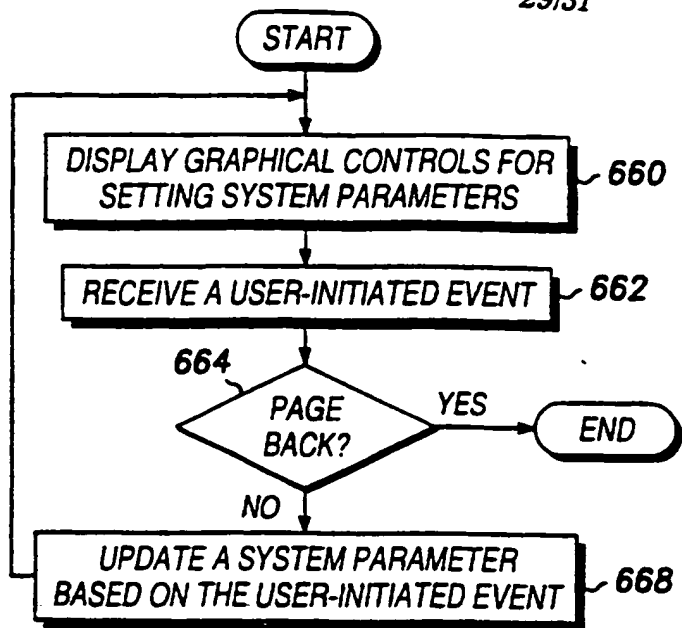 29/31
START
DISPLAY GRAPHICAL CONTROLS FOR
SETTING SYSTEM PARAMETERS
660
RECEIVE A USER-INITIATED EVENT
662
664
PAGE
BACK?
YES
END
NO
UPDATE A SYSTEM PARAMETER
BASED ON THE USER-INITIATED EVENT
668